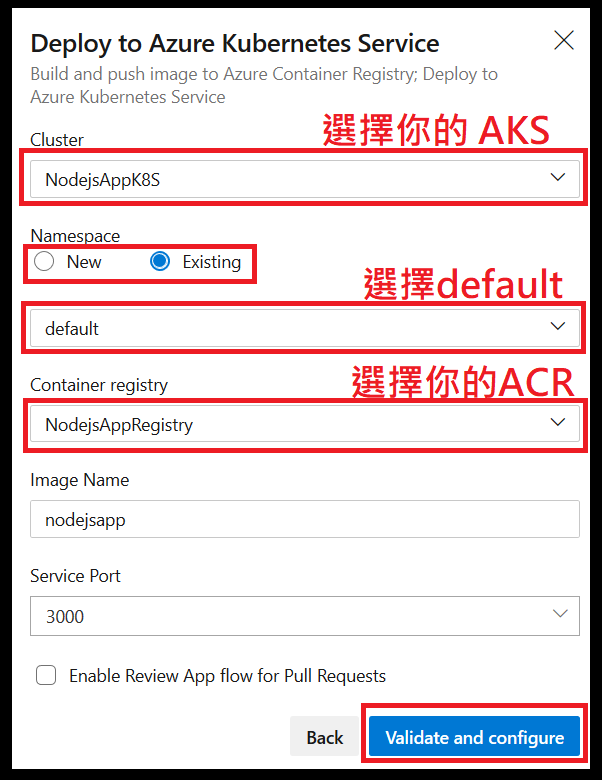 Deploy to Azure Kubernetes Service
Build and push image to Azure Container Registry; Deploy to
Azure Kubernetes Service
選擇你的 AKS
Cluster
NodejsAppK8S
Namespace
New
Existing
選擇default
default
選擇你的ACR
Container registry
NodejsAppRegistry
Image Name
nodejsapp
Service Port
3000
Enable Review App flow for Pull Requests
Back
Validate and configure